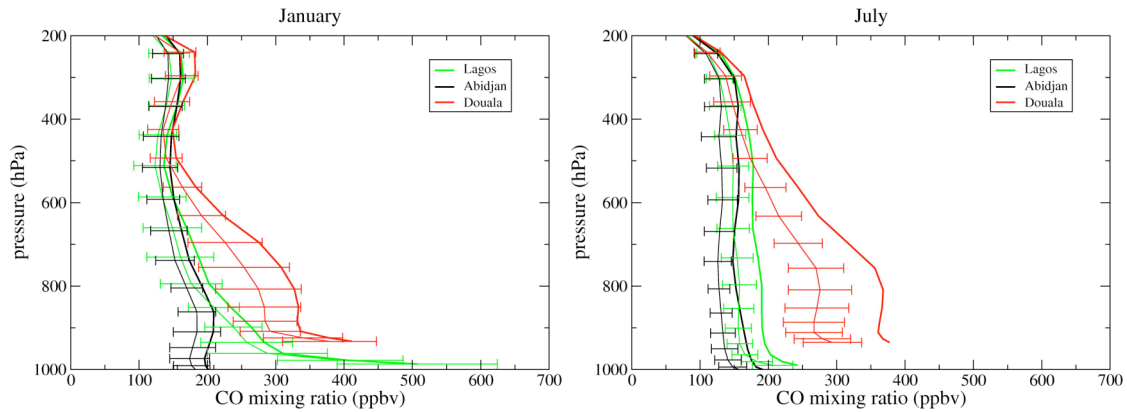 January
200
400
600
800
1000
pressure (hPa)
0 100 200 300 400 500 600 700
CO mixing ratio (ppbv)
Lagos
Abidjan
Douala
July
200
400
600
800
1000
pressure (hPa)
0 100 200 300 400 500 600 700
CO mixing ratio (ppbv)
Lagos
Abidjan
Douala